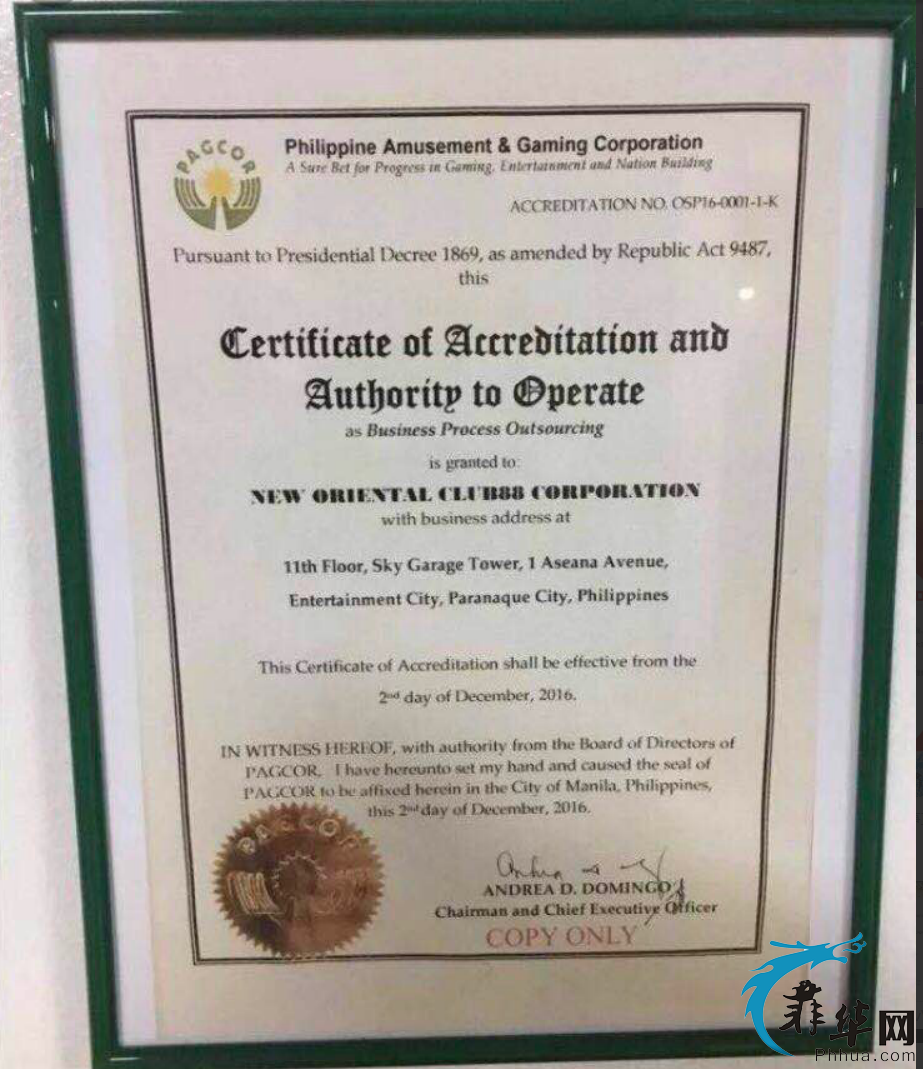 PAGCOR
Philippine Amusement & Gaming Corporation
A Sure Bet for Progress in Gaming, Entertainment and Nation Building
ACCREDITATION NO. OSP16-0001-1-K
Pursuant to Presidential Decree 1869, as amended by Republic Act 9487,
this
Certificate of Accreditation and
Authority to Operate
as Business Process Outsourcing
is granted to:
NEW ORIENTAL CLUB88 CORPORATION
with business address at
11th Floor, Sky Garage Tower, 1 Aseana Avenue,
Entertainment City, Paranaque City, Philippines
This Certificate of Accreditation shall be effective from the
2nd day of December, 2016.
IN WITNESS HEREOF, with authority from the Board of Directors of
PAGCOR, I have hereunto set my hand and caused the seal of
PAGCOR to be affixed herein in the City of Manila, Philippines,
this 2nd day of December, 2016.
PAGCOR
ANDREA D. DOMINGO
Chairman and Chief Executive Officer
COPY ONLY
菲华网
Phhua.com